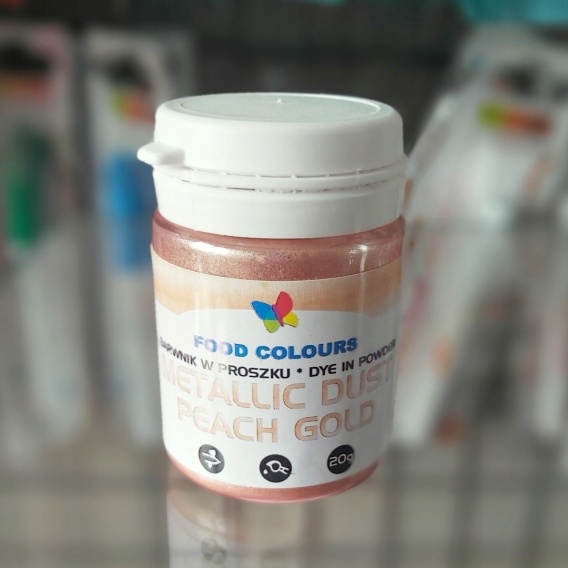 FOOD COLOURS
BARWNIK W PROSZKU * DYE IN POWDER
METALLIC DUST
PEACH GOLD
20g